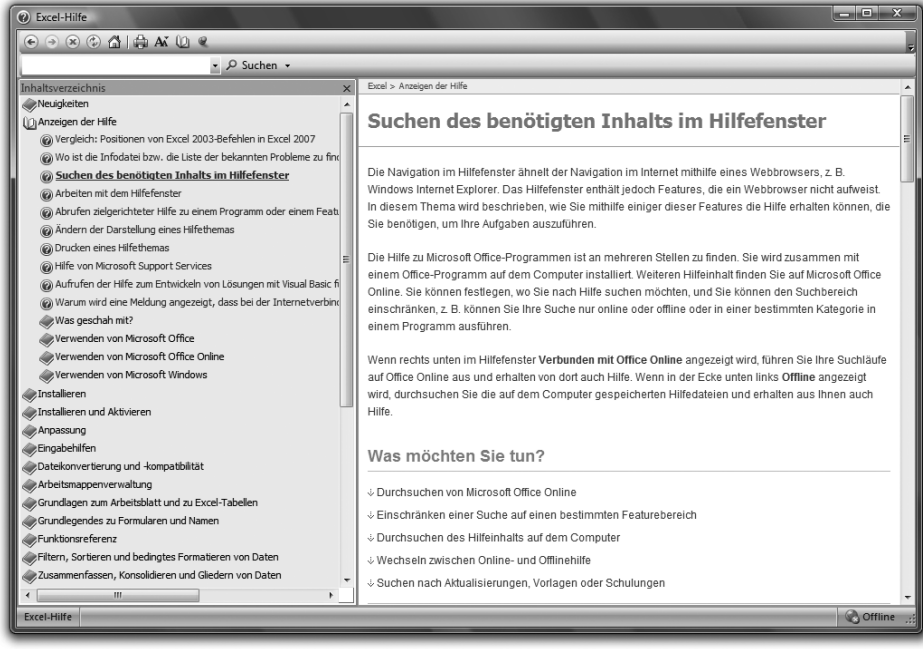 Excel-Hilfe
Suchen
Inhaltsverzeichnis
Neuigkeiten
Anzeigen der Hilfe
Vergleich: Positionen von Excel 2003-Befehlen in Excel 2007
Wo ist die Infodatei bzw. die Liste der bekannten Probleme zu find
Suchen des benötigten Inhalts im Hilfefenster
Arbeiten mit dem Hilfefenster
Abrufen zielgerichteter Hilfe zu einem Programm oder einem Featu
Ändern der Darstellung eines Hilfethemas
Drucken eines Hilfethemas
Hilfe von Microsoft Support Services
Aufrufen der Hilfe zum Entwickeln von Lösungen mit Visual Basic fü
Warum wird eine Meldung angezeigt, dass bei der Internetverbind
Was geschah mit?
Verwenden von Microsoft Office
Verwenden von Microsoft Office Online
Verwenden von Microsoft Windows
Installieren
Installieren und Aktivieren
Anpassung
Eingabehilfen
Dateikonvertierung und -kompatibilität
Arbeitsmappenverwaltung
Grundlagen zum Arbeitsblatt und zu Excel-Tabellen
Grundlegendes zu Formularen und Namen
Funktionsreferenz
Filtern, Sortieren und bedingtes Formatieren von Daten
Zusammenfassen, Konsolidieren und Gliedern von Daten
Excel > Anzeigen der Hilfe
Suchen des benötigten Inhalts im Hilfefenster
Die Navigation im Hilfefenster ähnelt der Navigation im Internet mithilfe eines Webbrowsers, z. B.
Windows Internet Explorer. Das Hilfefenster enthält jedoch Features, die ein Webbrowser nicht aufweist.
In diesem Thema wird beschrieben, wie Sie mithilfe einiger dieser Features die Hilfe erhalten können, die
Sie benötigen, um Ihre Aufgaben auszuführen.
Die Hilfe zu Microsoft Office-Programmen ist an mehreren Stellen zu finden. Sie wird zusammen mit
einem Office-Programm auf dem Computer installiert. Weiteren Hilfeinhalt finden Sie auf Microsoft Office
Online. Sie können festlegen, wo Sie nach Hilfe suchen möchten, und Sie können den Suchbereich
einschränken, z. B. können Sie Ihre Suche nur online oder offline oder in einer bestimmten Kategorie in
einem Programm ausführen.
Wenn rechts unten im Hilfefenster Verbunden mit Office Online angezeigt wird, führen Sie Ihre Suchläufe
auf Office Online aus und erhalten von dort auch Hilfe. Wenn in der Ecke unten links Offline angezeigt
wird, durchsuchen Sie die auf dem Computer gespeicherten Hilfedateien und erhalten aus Ihnen auch
Hilfe.
Was möchten Sie tun?
Durchsuchen von Microsoft Office Online
Einschränken einer Suche auf einen bestimmten Featurebereich
Durchsuchen des Hilfeinhalts auf dem Computer
Wechseln zwischen Online- und Offlinehilfe
Suchen nach Aktualisierungen, Vorlagen oder Schulungen
Excel-Hilfe
Offline